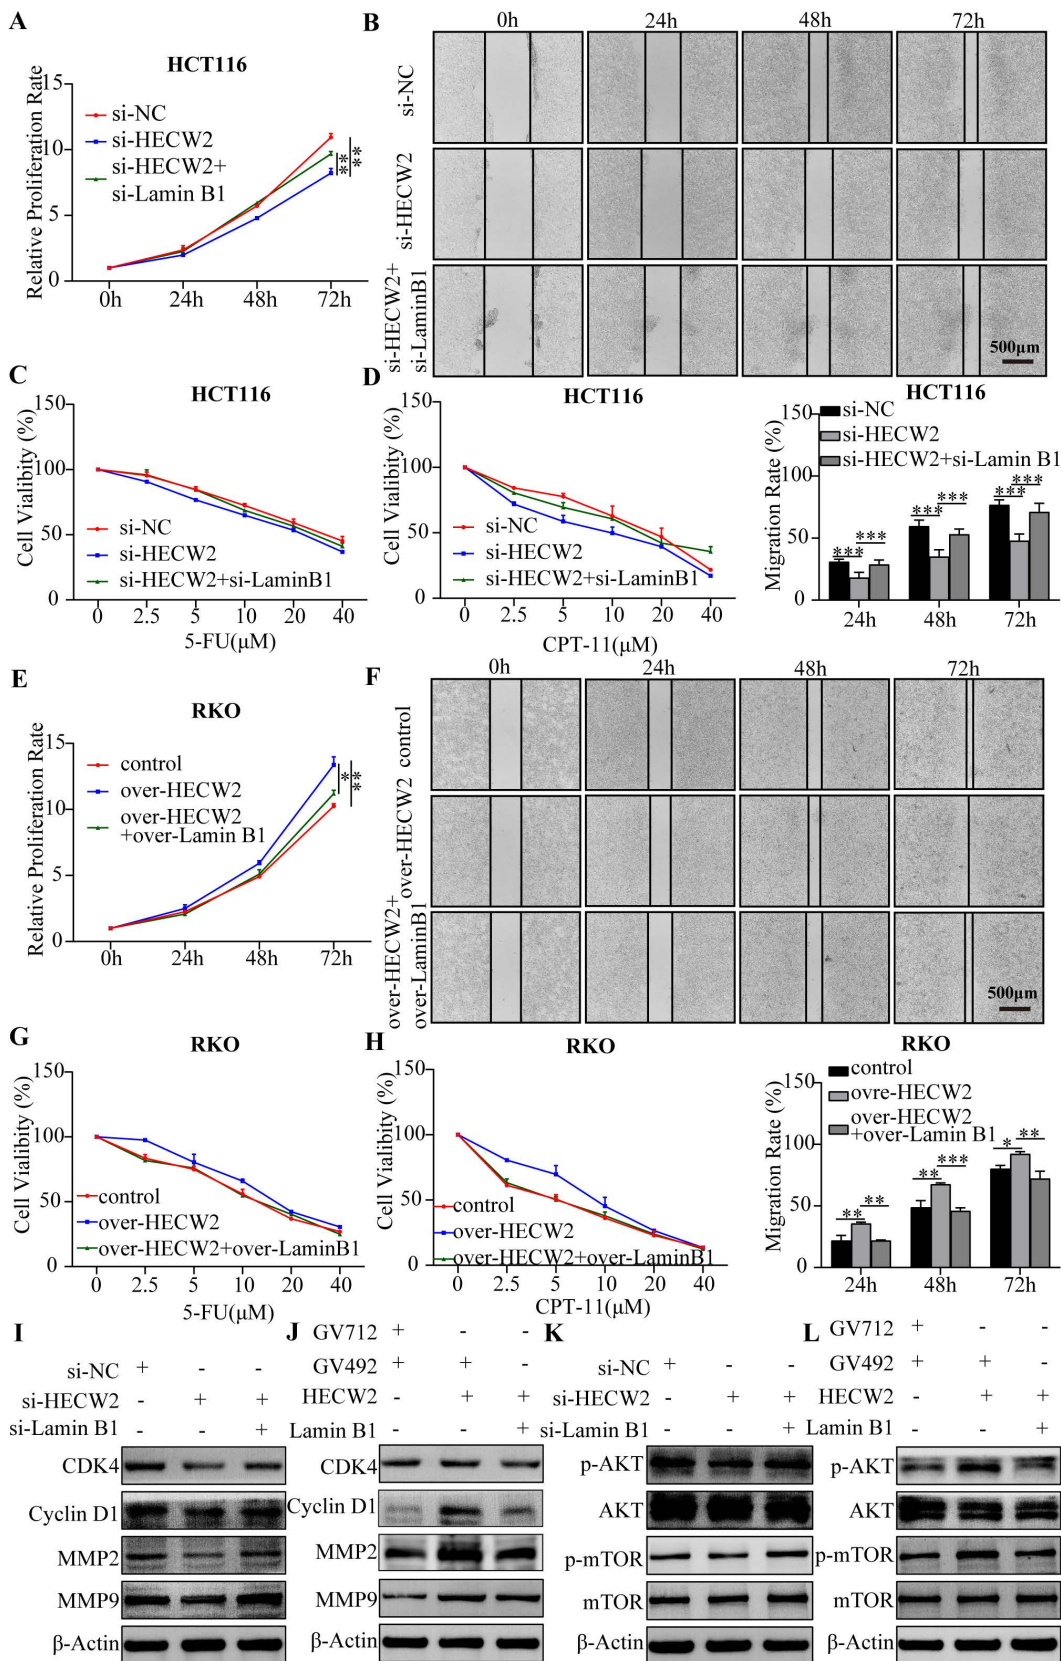 A
HCT116
Relative Proliferation Rate
15
10
5
0
si-NC
si-HECW2
si-HECW2+
si-Lamin B1
**
**
0h
24h
48h
72h
B
0h
24h
48h
72h
si-NC
si-HECW2
si-HECW2+
si-LaminB1
500μm
C
HCT116
Cell Vialibity (%)
150
100
50
0
si-NC
si-HECW2
si-HECW2+si-LaminB1
0
2.5
5
10
20
40
5-FU(μM)
D
HCT116
Cell Vialibity (%)
150
100
50
0
si-NC
si-HECW2
si-HECW2+si-LaminB1
0
2.5
5
10
20
40
CPT-11(μM)
HCT116
Migration Rate (%)
150
100
50
0
si-NC
si-HECW2
si-HECW2+si-Lamin B1
*** ***
*** ***
*** ***
24h
48h
72h
E
RKO
Relative Proliferation Rate
15
10
5
0
control
over-HECW2
over-HECW2
+over-Lamin B1
*
**
0h
24h
48h
72h
F
0h
24h
48h
72h
control
over-HECW2
over-HECW2+
over-LaminB1
500μm
G
RKO
Cell Vialibity (%)
150
100
50
0
control
over-HECW2
over-HECW2+over-LaminB1
0
2.5
5
10
20
40
5-FU(μM)
H
RKO
Cell Vialibity (%)
150
100
50
0
control
over-HECW2
over-HECW2+over-LaminB1
0
2.5
5
10
20
40
CPT-11(μM)
RKO
Migration Rate (%)
150
100
50
0
control
ovre-HECW2
over-HECW2
+over-Lamin B1
** **
** ***
* **
24h
48h
72h
I
si-NC + - -
si-HECW2 - + +
si-Lamin B1 - - +
CDK4
Cyclin D1
MMP2
MMP9
β-Actin
J
GV712 + - -
GV492 + + -
HECW2 - + +
Lamin B1 - - +
CDK4
Cyclin D1
MMP2
MMP9
β-Actin
K
si-NC + - -
si-HECW2 - + +
si-Lamin B1 - - +
p-AKT
AKT
p-mTOR
mTOR
β-Actin
L
GV712 + - -
GV492 + + -
HECW2 - + +
Lamin B1 - - +
p-AKT
AKT
p-mTOR
mTOR
β-Actin